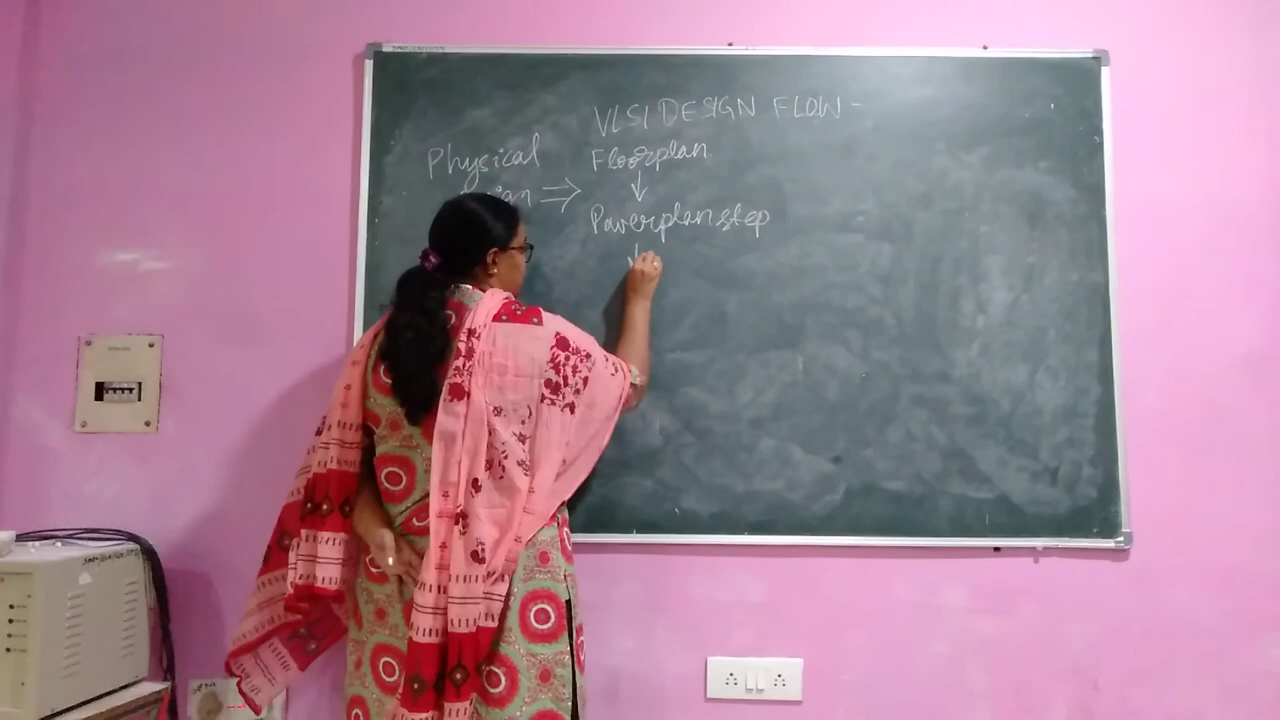 VLSI DESIGN FLOW -
Physical
Floorplan
⇒
↓
Powerplan step
↓